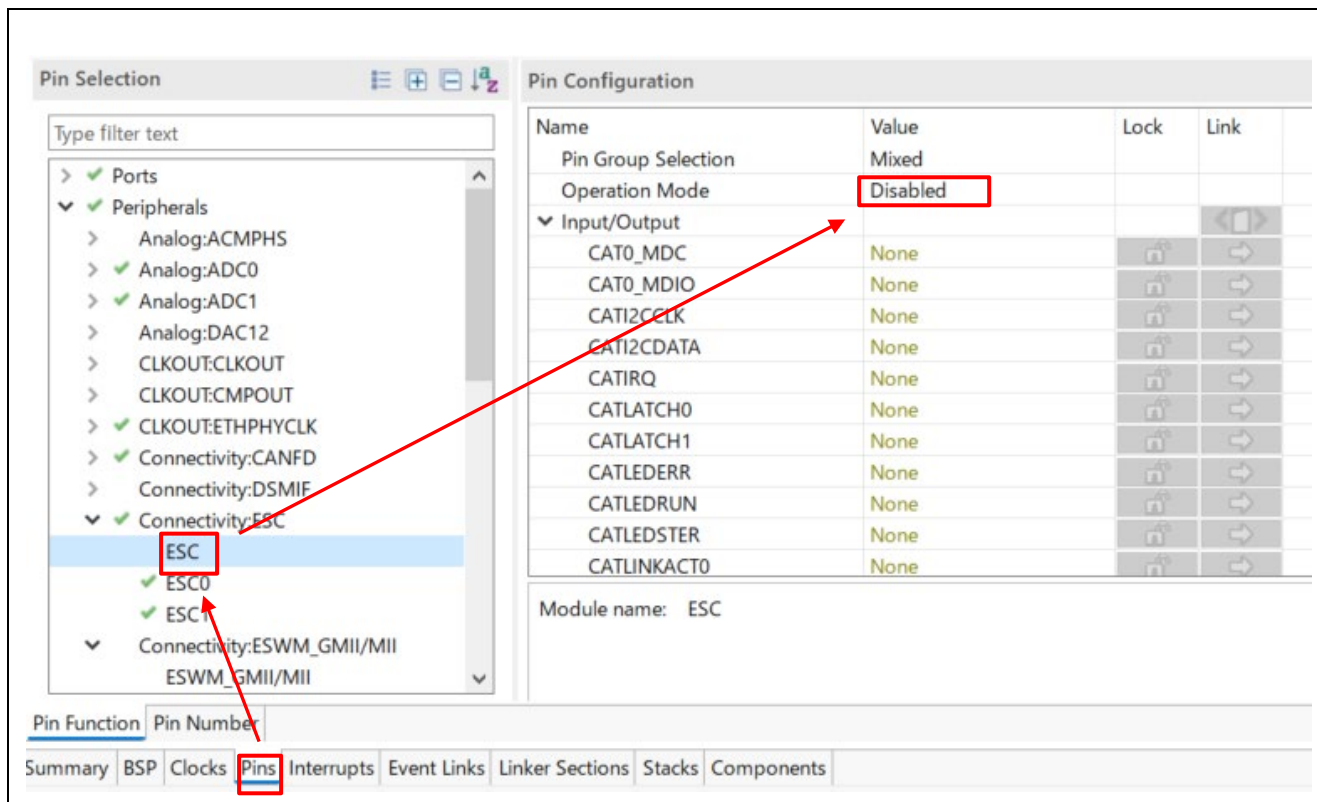 Pin Selection
Type filter text
Ports
Peripherals
Analog:ACMPHS
Analog:ADC0
Analog:ADC1
Analog:DAC12
CLKOUT:CLKOUT
CLKOUT:CMPOUT
CLKOUT:ETHPHYCLK
Connectivity:CANFD
Connectivity:DSMIF
Connectivity:ESC
ESC
ESC0
ESC1
Connectivity:ESWM_GMII/MII
ESWM_GMII/MII
Pin Configuration
Name Value Lock Link
Pin Group Selection Mixed
Operation Mode Disabled
Input/Output
CAT0_MDC None
CAT0_MDIO None
CATI2CCLK None
CATI2CDATA None
CATIRQ None
CATLATCH0 None
CATLATCH1 None
CATLEDERR None
CATLEDRUN None
CATLEDSTER None
CATLINKACT0 None
Module name: ESC
Pin Function Pin Number
Summary BSP Clocks Pins Interrupts Event Links Linker Sections Stacks Components